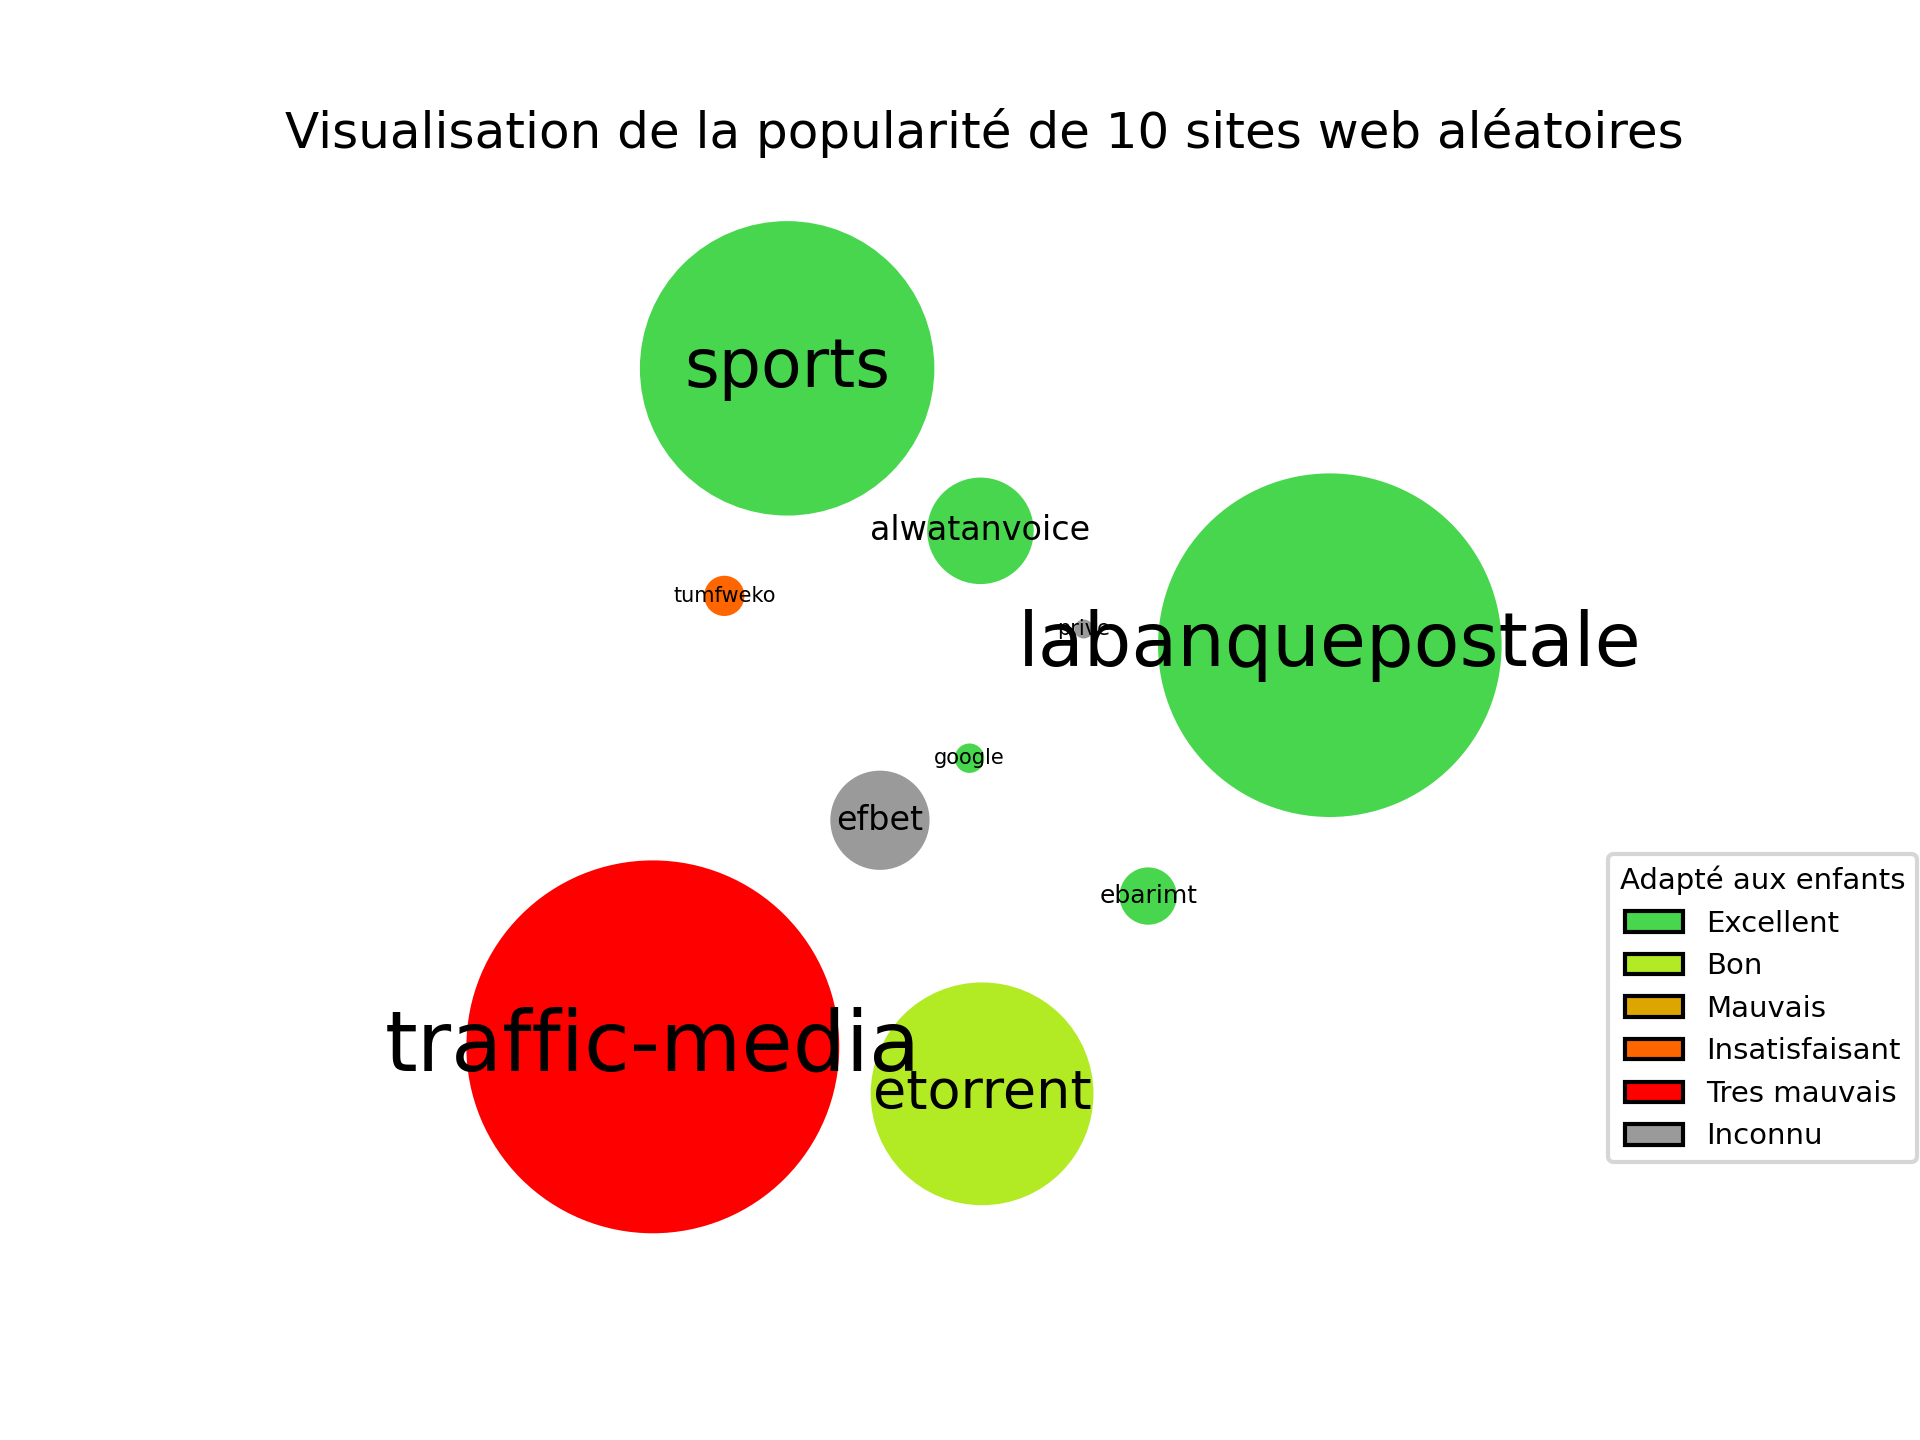 Visualisation de la popularité de 10 sites web aléatoires
sports
alwatanvoice
tumfweko
prive
labanquepostale
google
efbet
ebarimt
traffic-media
etorrent
Adapté aux enfants
Excellent
Bon
Mauvais
Insatisfaisant
Tres mauvais
Inconnu